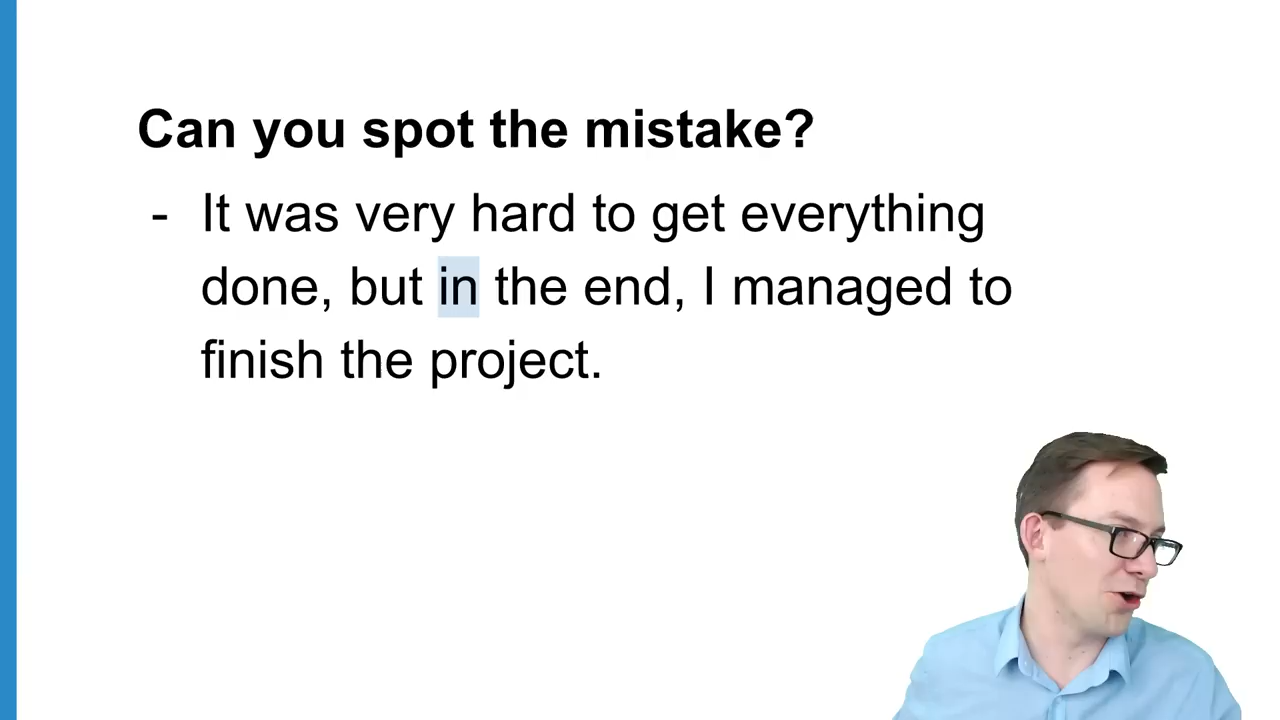 Can you spot the mistake?
- It was very hard to get everything
done, but in the end, I managed to
finish the project.